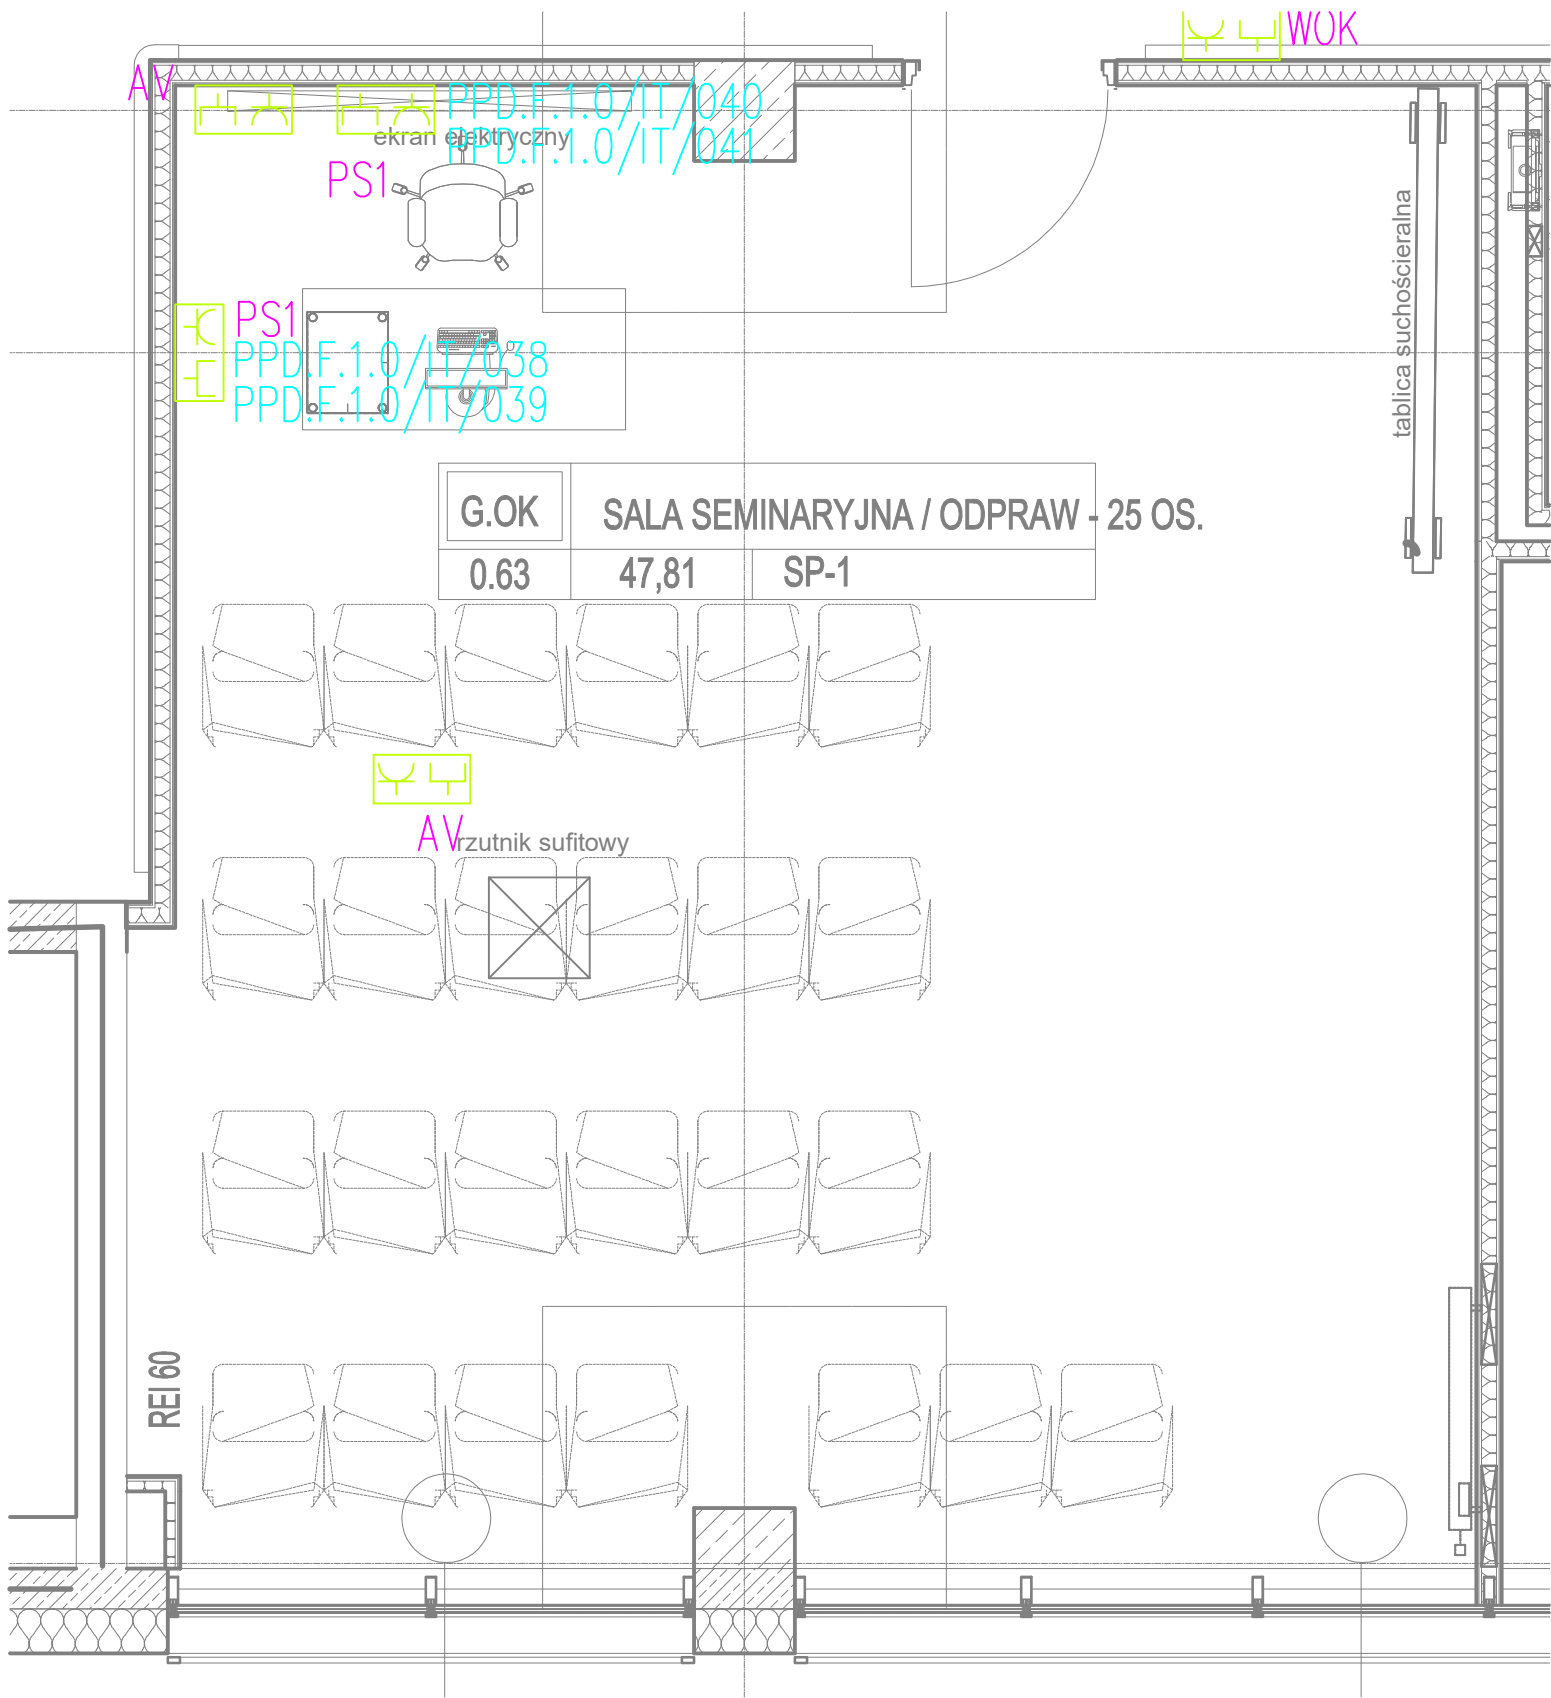 WOK
AV
PPD.F.1.0/IT/040
ekran elektryczny
PPD.F.1.0/IT/041
PS1
tablica suchościeralna
PS1
PPD.F.1.0/IT/038
PPD.F.1.0/IT/039
G.OK SALA SEMINARYJNA / ODPRAW - 25 OS.
0.63 47,81 SP-1
AV
rzutnik sufitowy
REI 60